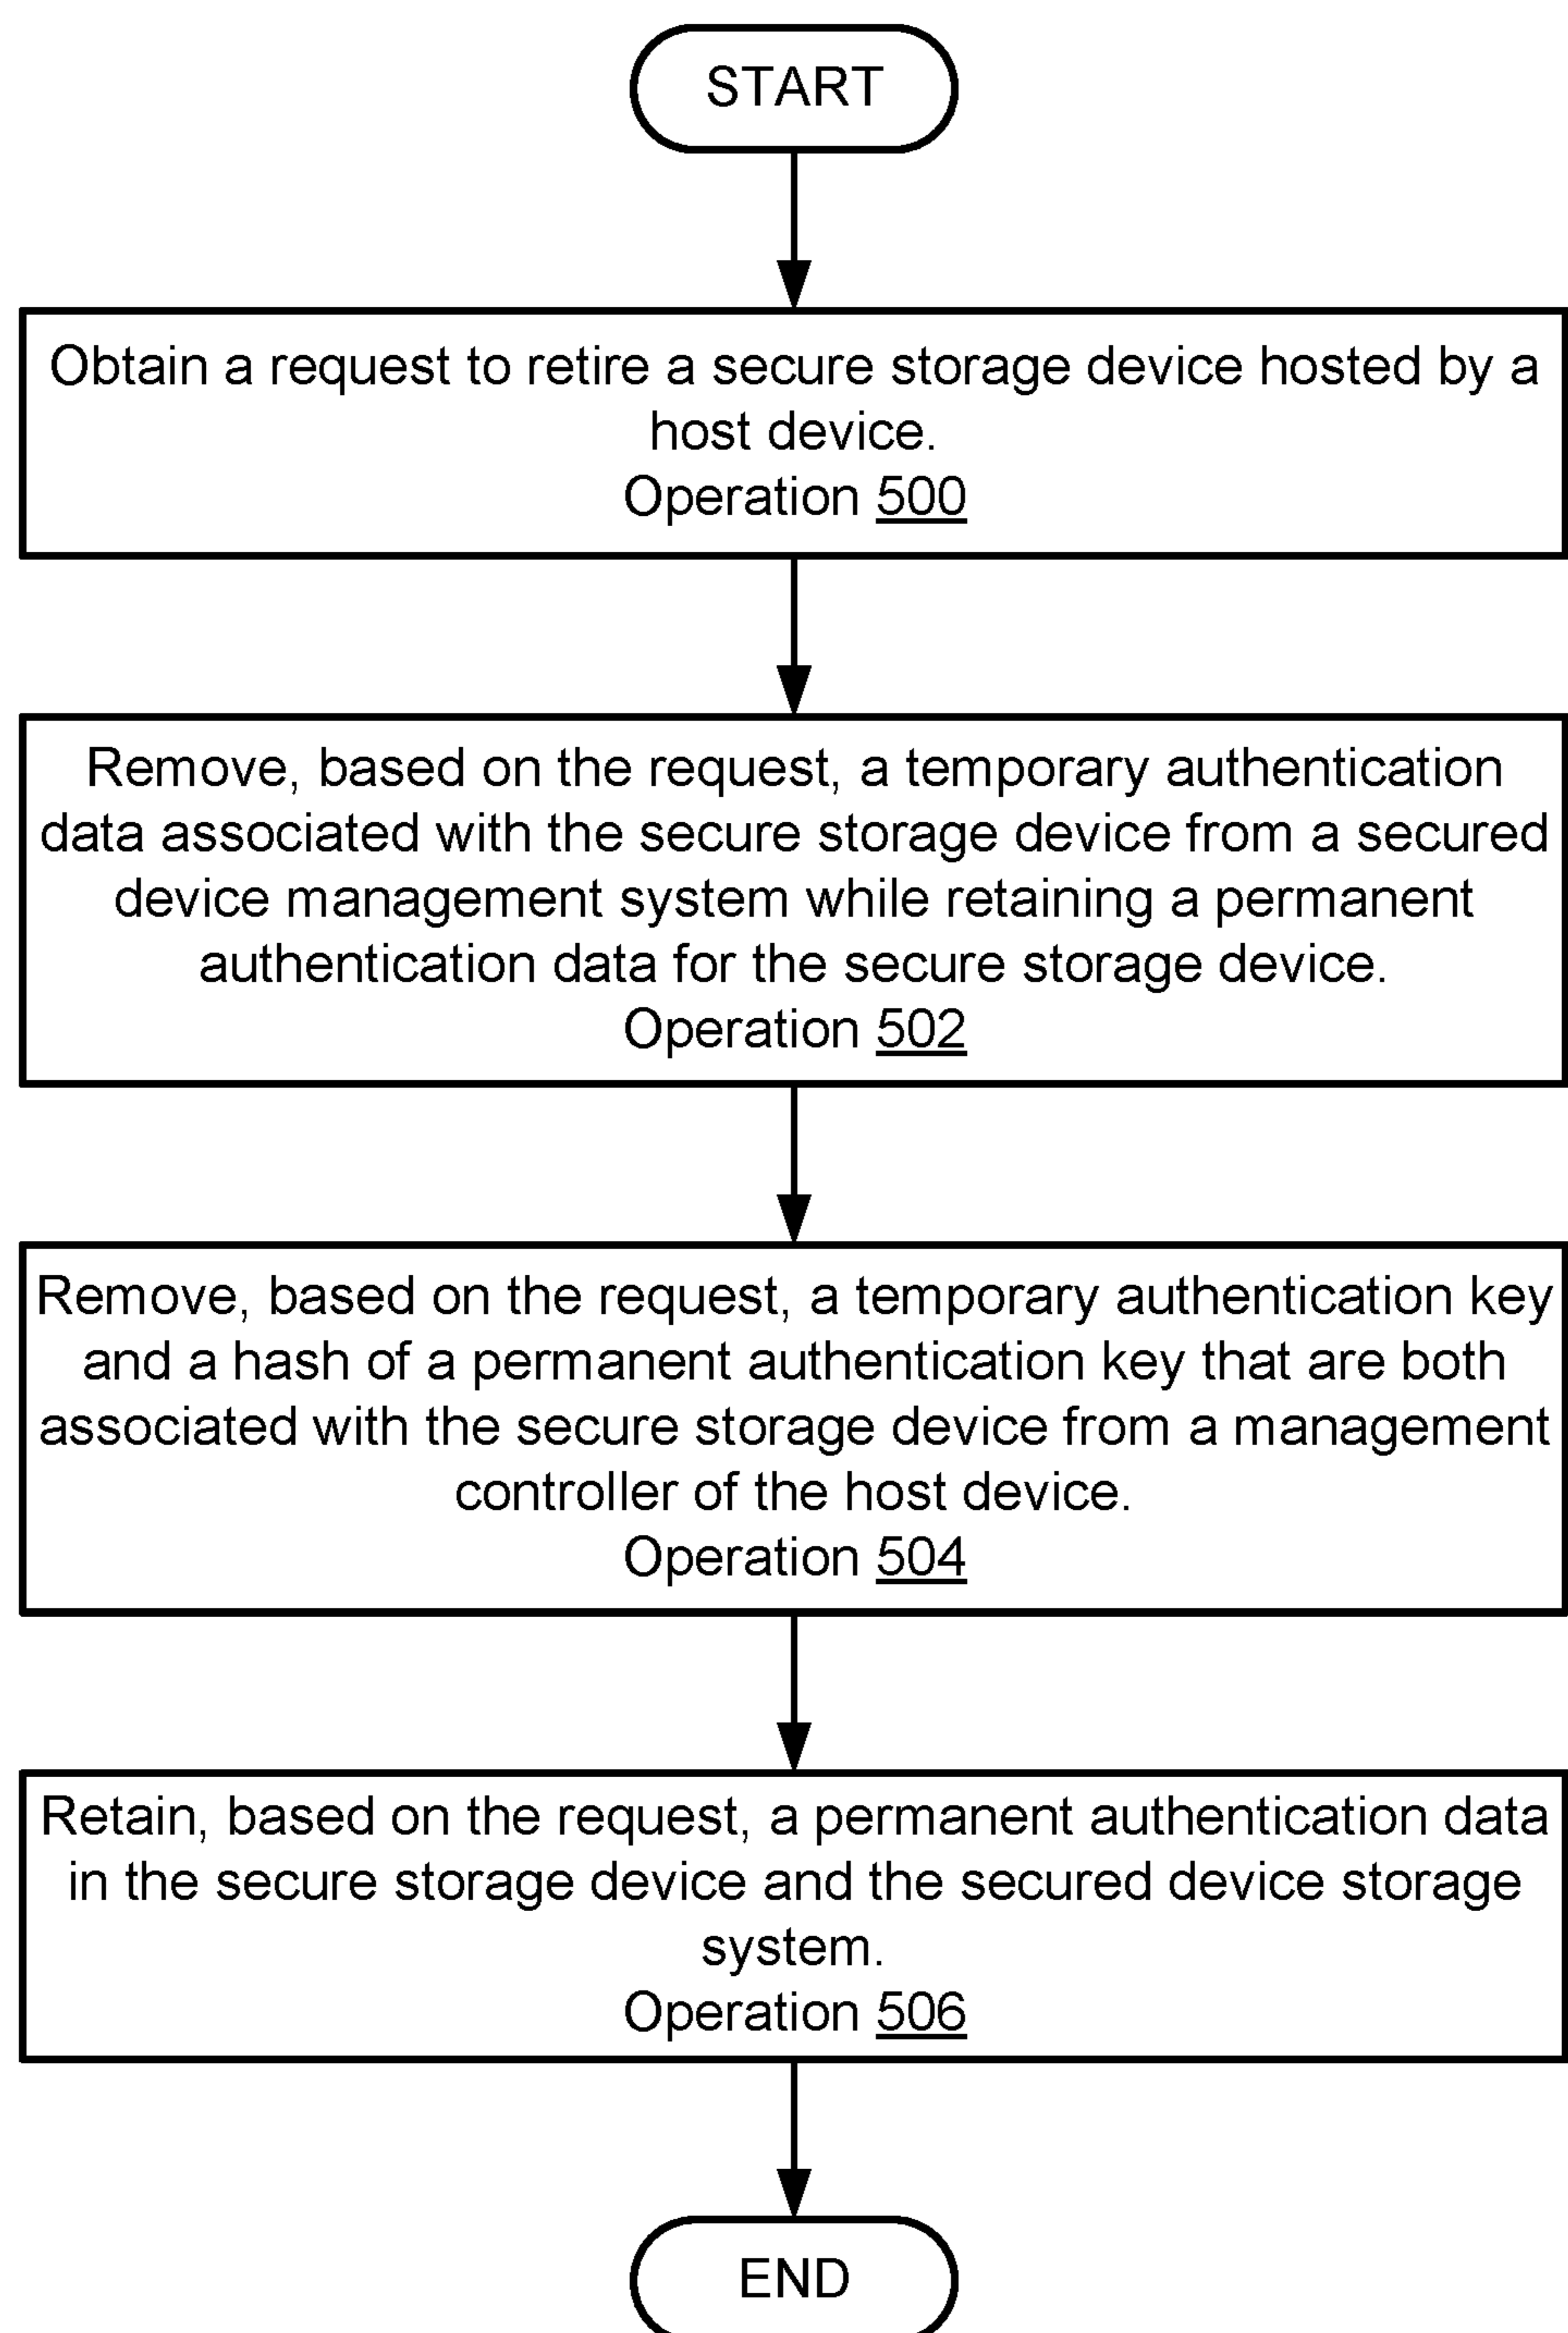 START
Obtain a request to retire a secure storage device hosted by a
host device.
Operation 500
Remove, based on the request, a temporary authentication
data associated with the secure storage device from a secured
device management system while retaining a permanent
authentication data for the secure storage device.
Operation 502
Remove, based on the request, a temporary authentication key
and a hash of a permanent authentication key that are both
associated with the secure storage device from a management
controller of the host device.
Operation 504
Retain, based on the request, a permanent authentication data
in the secure storage device and the secured device storage
system.
Operation 506
END